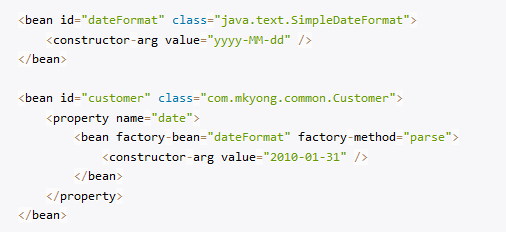 <bean id="dateFormat" class="java.text.SimpleDateFormat">
    <constructor-arg value="yyyy-MM-dd" />
</bean>

<bean id="customer" class="com.mkyong.common.Customer">
    <property name="date">
        <bean factory-bean="dateFormat" factory-method="parse">
            <constructor-arg value="2010-01-31" />
        </bean>
    </property>
</bean>